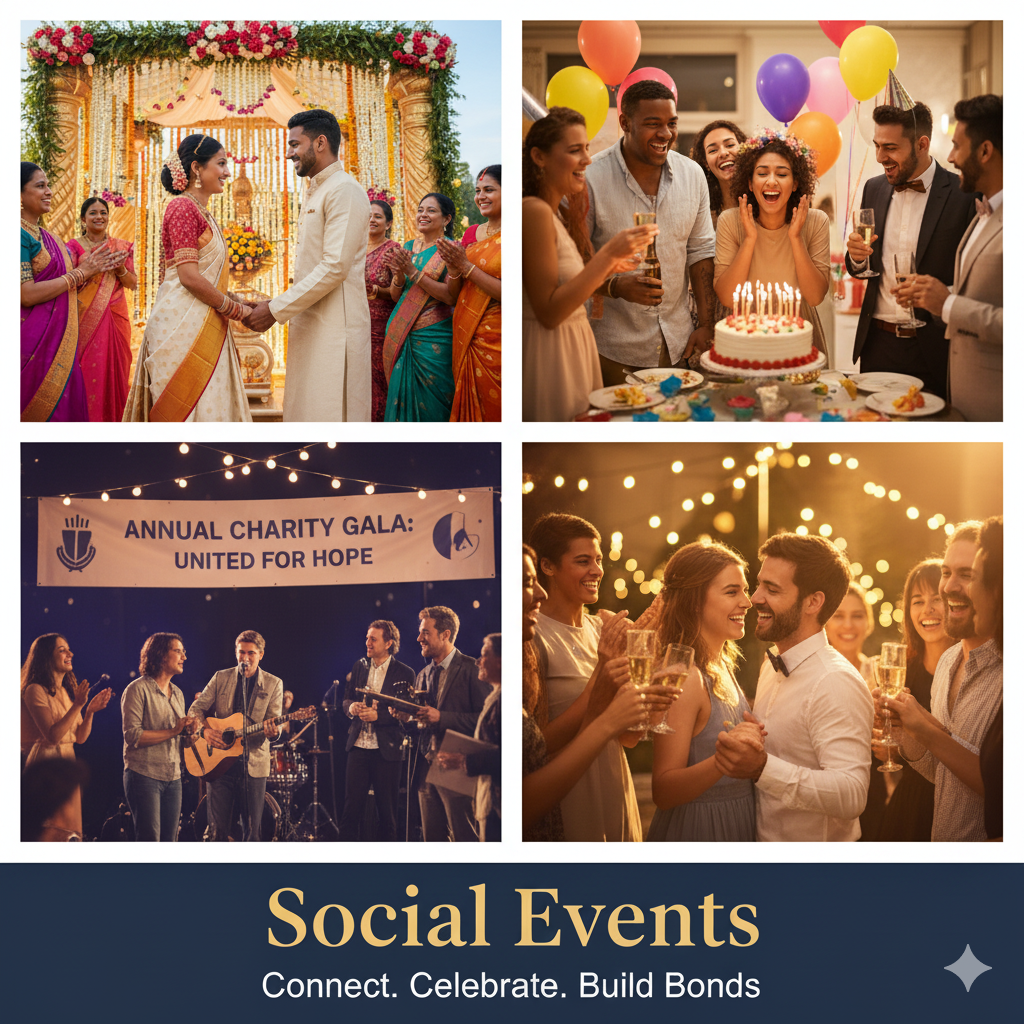 ANNUAL CHARITY GALA:
UNITED FOR HOPE
Social Events
Connect. Celebrate. Build Bonds